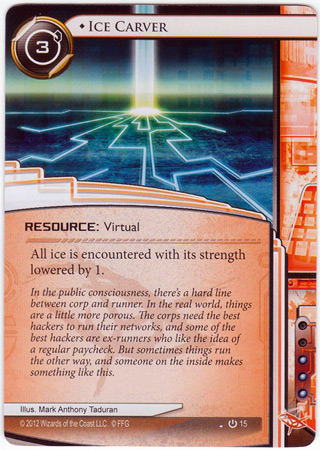 3
♦ ICE CARVER
RESOURCE: Virtual
All ice is encountered with its strength
lowered by 1.
In the public consciousness, there's a hard line
between corp and runner. In the real world, things
are a little more porous. The corps need the best
hackers to run their networks, and some of the
best hackers are ex-runners who like the idea of
a regular paycheck. But sometimes things run
the other way, and someone on the inside makes
something like this.
Illus. Mark Anthony Taduran
© 2012 Wizards of the Coast LLC. © FFG
15